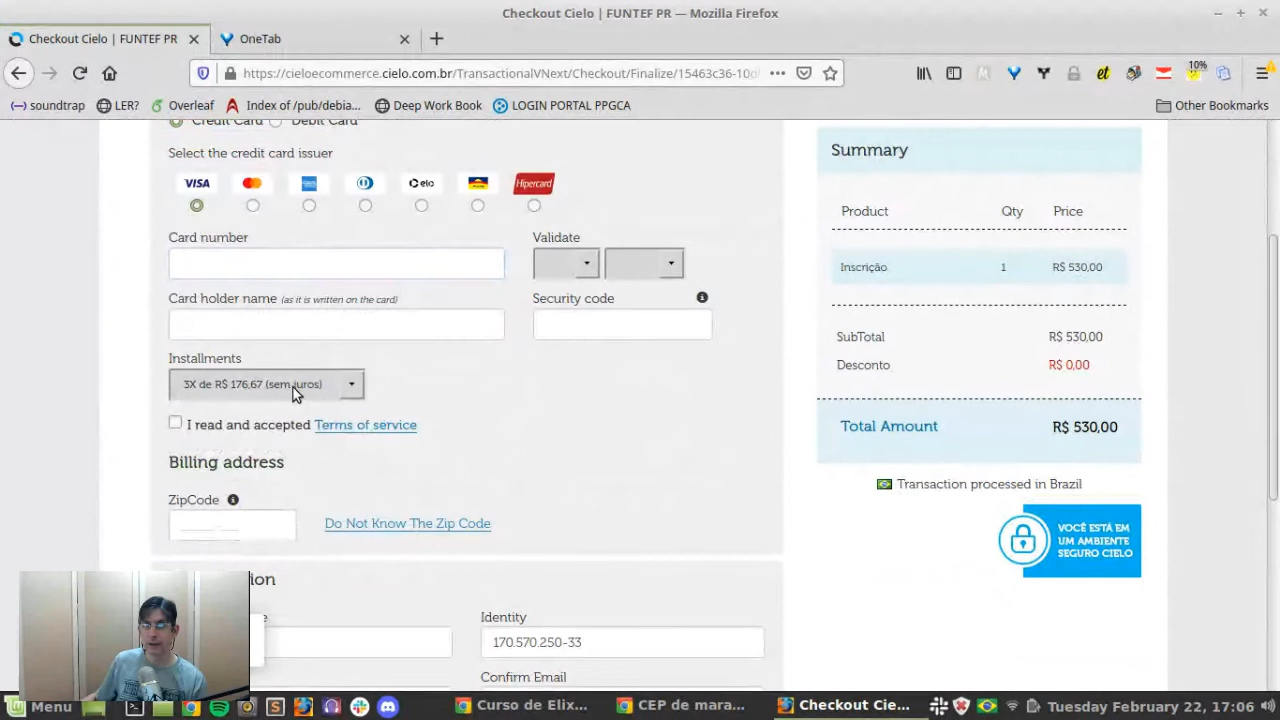 Checkout Cielo | FUNTEF PR — Mozilla Firefox
Checkout Cielo | FUNTEF PR
OneTab
https://cieloecommerce.cielo.com.br/TransactionalVNext/Checkout/Finalize/15463c36-10d
10%
soundtrap
LER?
Overleaf
Index of /pub/debia...
Deep Work Book
LOGIN PORTAL PPGCA
Other Bookmarks
Credit Card
Debit Card
Select the credit card issuer
VISA
elo
Hipercard
Card number
Validate
Card holder name (as it is written on the card)
Security code
Installments
3X de R$ 176,67 (sem juros)
I read and accepted Terms of service
Billing address
ZipCode
Do Not Know The Zip Code
Identity
170.570.250-33
Confirm Email
Summary
Product Qty Price
Inscrição 1 R$ 530,00
SubTotal R$ 530,00
Desconto R$ 0,00
Total Amount R$ 530,00
Transaction processed in Brazil
VOCÊ ESTÁ EM
UM AMBIENTE
SEGURO CIELO
Menu
Curso de Elix...
CEP de mara...
Checkout Cie...
Tuesday February 22, 17:06